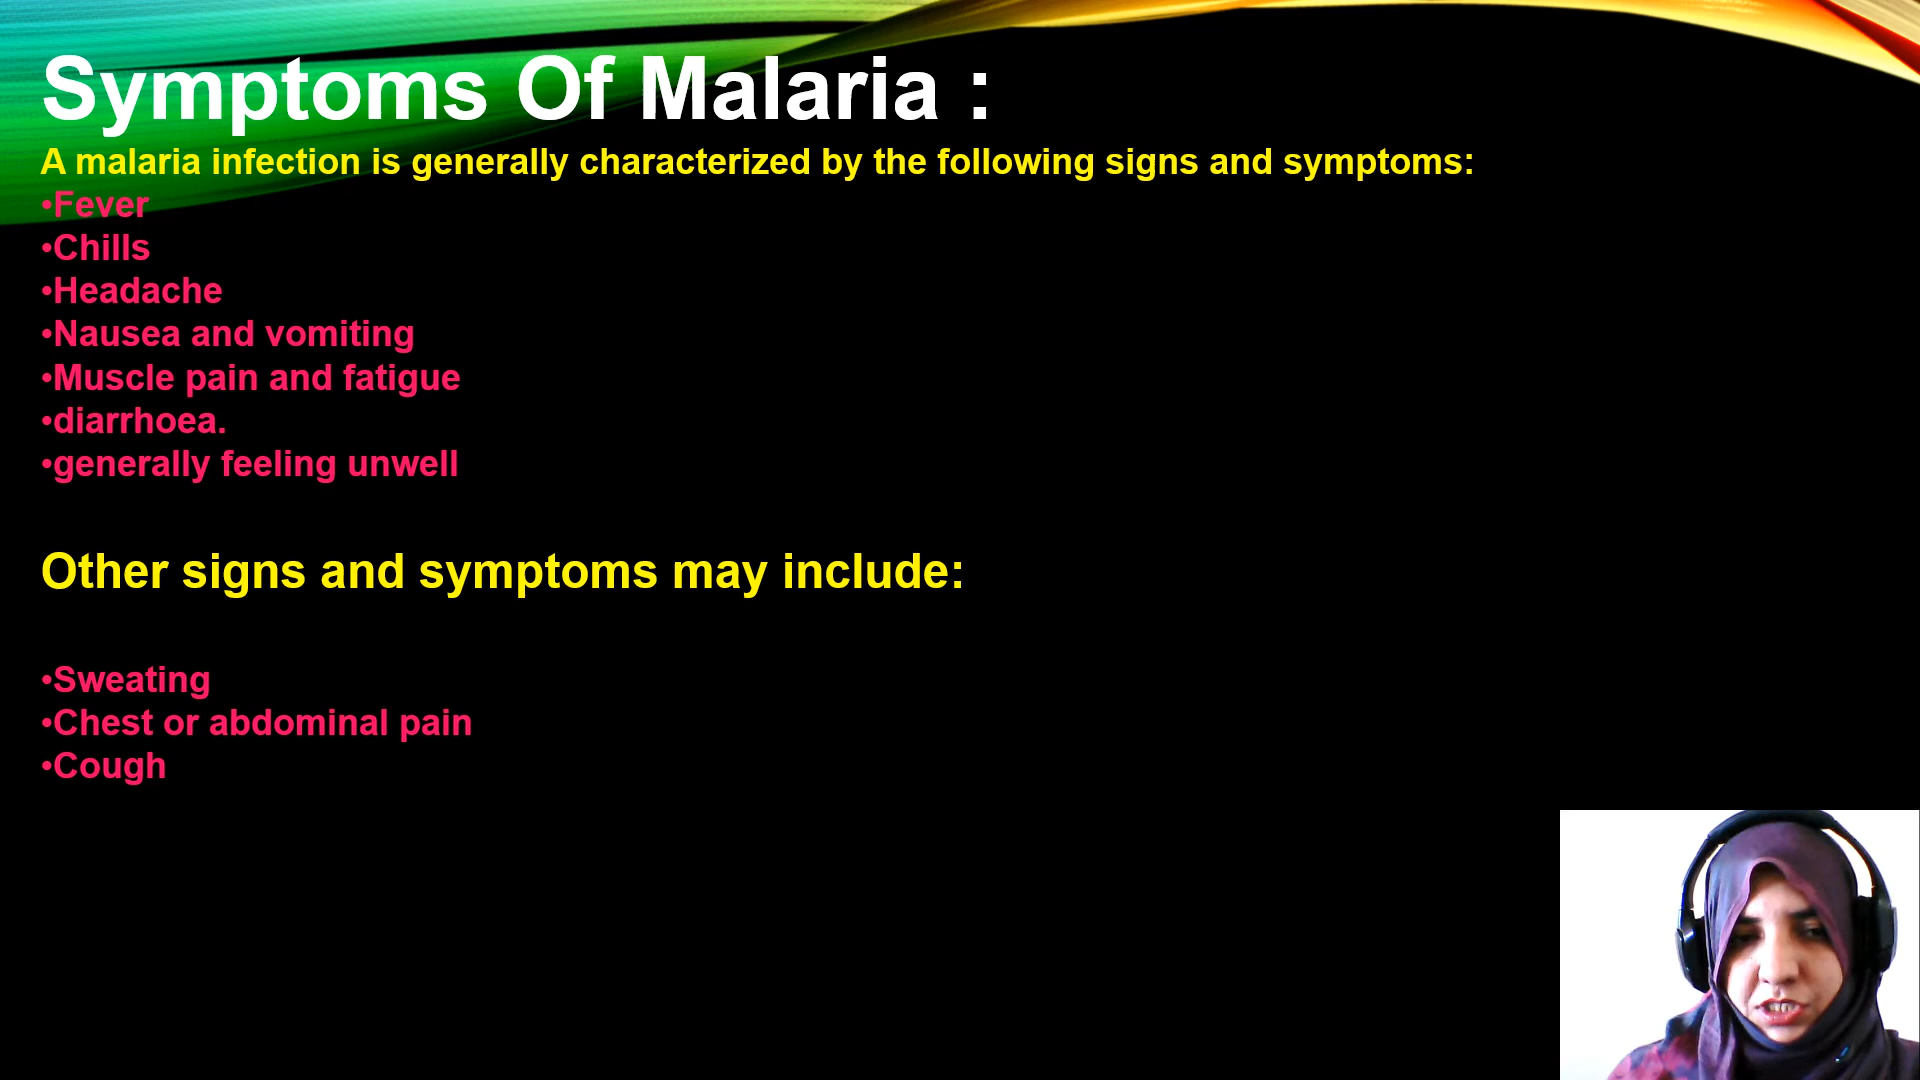 Symptoms Of Malaria :
A malaria infection is generally characterized by the following signs and symptoms:
•Fever
•Chills
•Headache
•Nausea and vomiting
•Muscle pain and fatigue
•diarrhoea.
•generally feeling unwell
Other signs and symptoms may include:
•Sweating
•Chest or abdominal pain
•Cough